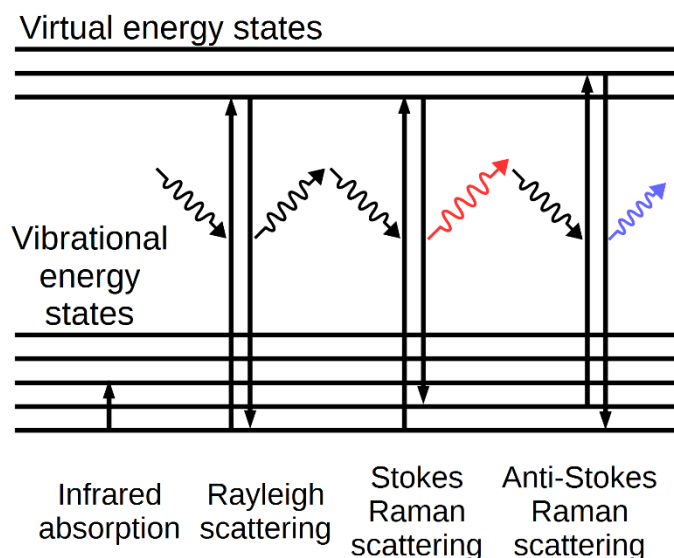 Virtual energy states
Vibrational
energy
states
Infrared
absorption
Rayleigh
scattering
Stokes
Raman
scattering
Anti-Stokes
Raman
scattering